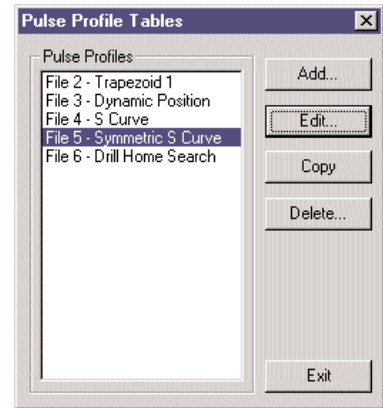 Pulse Profile Tables
Pulse Profiles
File 2 - Trapezoid 1
File 3 - Dynamic Position
File 4 - S Curve
File 5 - Symmetric S Curve
File 6 - Drill Home Search
Add...
Edit...
Copy
Delete...
Exit